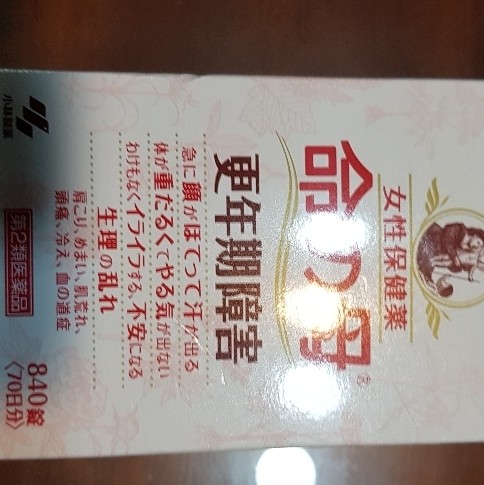 女性保健薬
命の母
®
更年期障害
急に顔がほてって汗が出る
体が重だるくてやる気が出ない
わけもなくイライラする、不安になる
生理の乱れ
肩こり、めまい、肌荒れ、
頭痛、冷え、血の道症
第2類医薬品
840錠
〈70日分〉
小林製薬